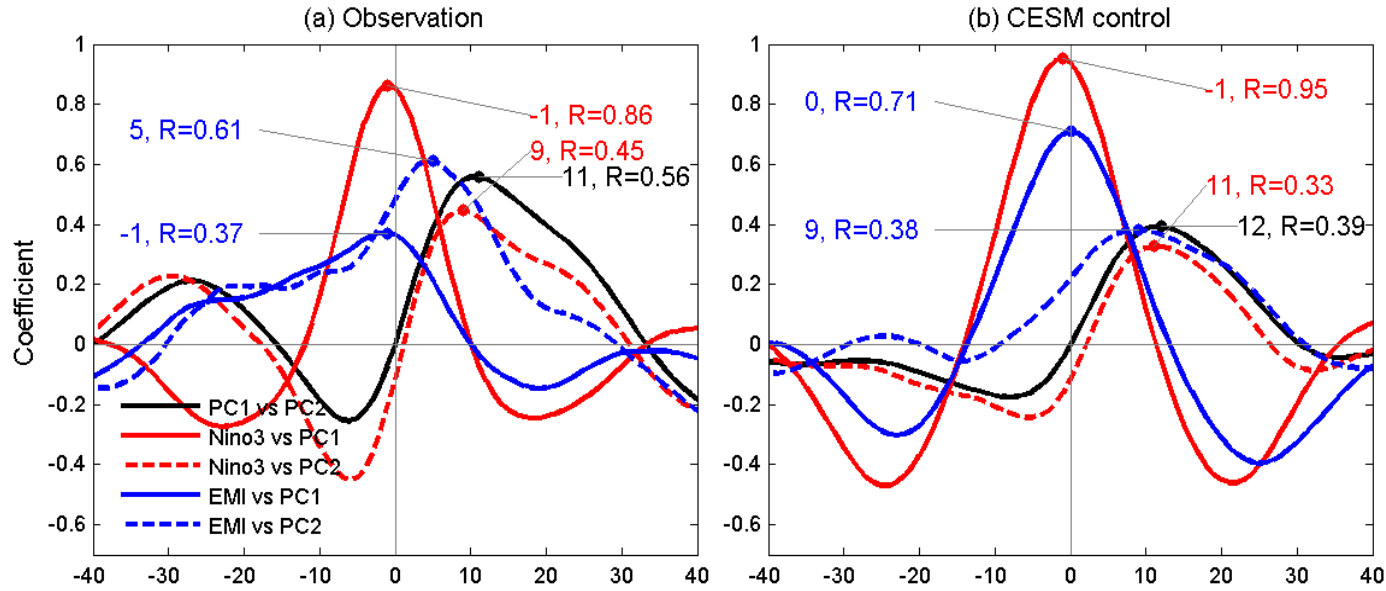 (a) Observation
(b) CESM control
1
0.8
0.6
0.4
0.2
0
-0.2
-0.4
-0.6
Coefficient
5, R=0.61
-1, R=0.37
-1, R=0.86
9, R=0.45
11, R=0.56
PC1 vs PC2
Nino3 vs PC1
Nino3 vs PC2
EMI vs PC1
EMI vs PC2
-40 -30 -20 -10 0 10 20 30 40
1
0.8
0.6
0.4
0.2
0
-0.2
-0.4
-0.6
0, R=0.71
9, R=0.38
-1, R=0.95
11, R=0.33
12, R=0.39
-40 -30 -20 -10 0 10 20 30 40